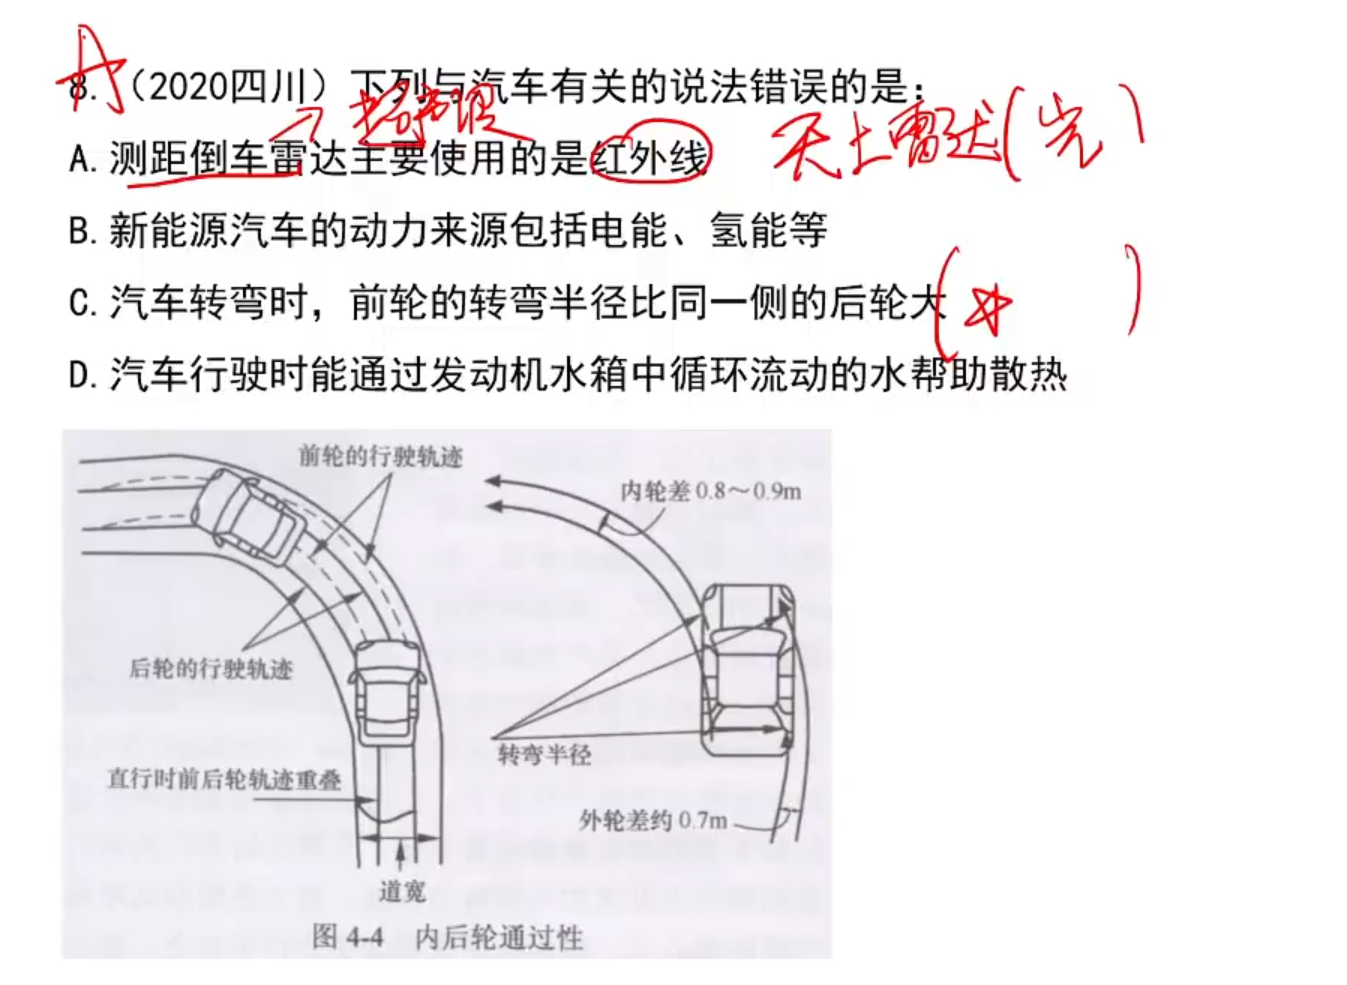 A
8.（2020四川）下列与汽车有关的说法错误的是：
→超声浪
A.测距倒车雷达主要使用的是红外线 天上雷达(光)
B.新能源汽车的动力来源包括电能、氢能等
C.汽车转弯时，前轮的转弯半径比同一侧的后轮大( )
D.汽车行驶时能通过发动机水箱中循环流动的水帮助散热
前轮的行驶轨迹
内轮差0.8～0.9m
后轮的行驶轨迹
转弯半径
直行时前后轮轨迹重叠
外轮差约0.7m
道宽
图 4-4 内后轮通过性